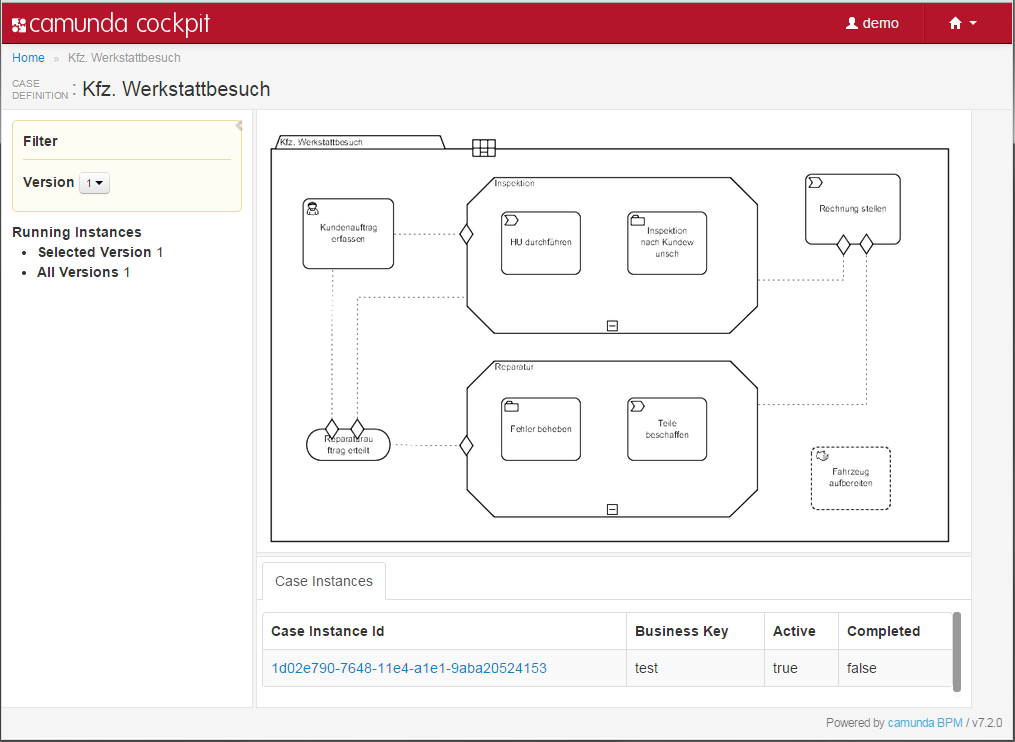 camunda cockpit
demo
Home » Kfz. Werkstattbesuch
CASE
DEFINITION : Kfz. Werkstattbesuch
Filter
Version 1
Running Instances
• Selected Version 1
• All Versions 1
Kfz. Werkstattbesuch
Kundenauftrag
erfassen
Inspektion
HU durchführen
Inspektion
nach Kundew
unsch
Rechnung stellen
Reparaturau
ftrag erteilt
Reparatur
Fehler beheben
Teile
beschaffen
Fahrzeug
aufbereiten
Case Instances
Case Instance Id Business Key Active Completed
1d02e790-7648-11e4-a1e1-9aba20524153 test true false
Powered by camunda BPM / v7.2.0